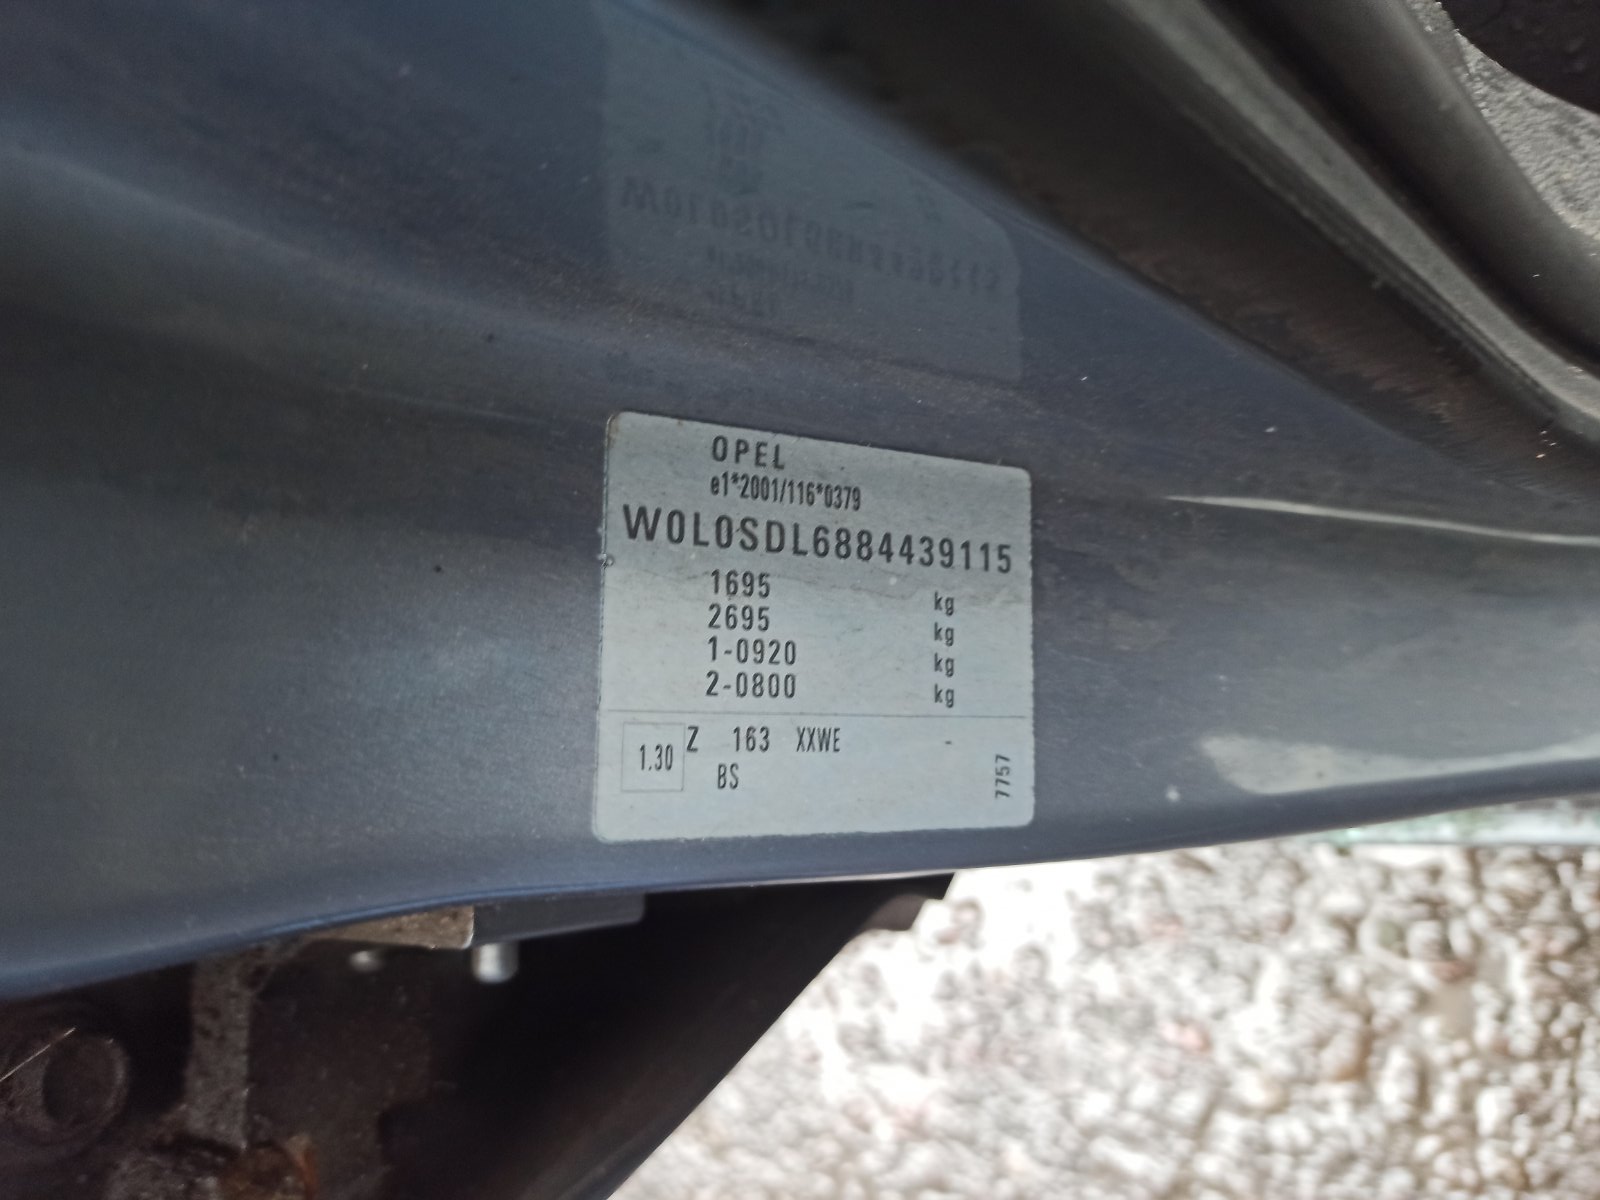 OPEL
e1*2001/116*0379
W0L0SDL6884439115
1695 kg
2695 kg
1-0920 kg
2-0800 kg
1.30 Z 163 XXWE -
BS
7757